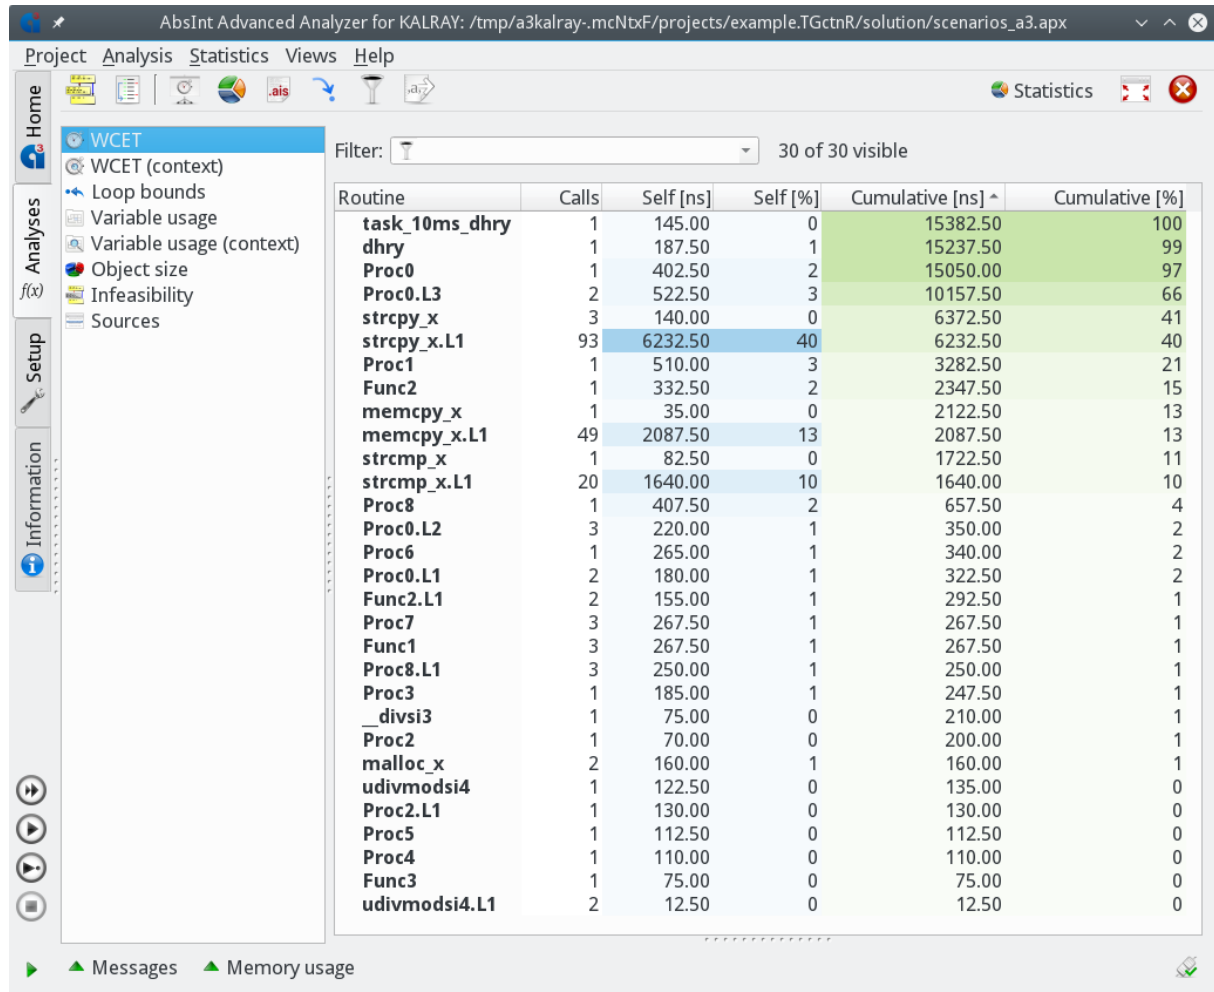 AbsInt Advanced Analyzer for KALRAY: /tmp/a3kalray-.mcNtxF/projects/example.TGctnR/solution/scenarios_a3.apx
Project Analysis Statistics Views Help
.ais
Statistics
Home
Analyses
f(x)
Setup
Information
WCET
WCET (context)
Loop bounds
Variable usage
Variable usage (context)
Object size
Infeasibility
Sources
Filter: 30 of 30 visible
Routine Calls Self [ns] Self [%] Cumulative [ns] Cumulative [%]
task_10ms_dhry 1 145.00 0 15382.50 100
dhry 1 187.50 1 15237.50 99
Proc0 1 402.50 2 15050.00 97
Proc0.L3 2 522.50 3 10157.50 66
strcpy_x 3 140.00 0 6372.50 41
strcpy_x.L1 93 6232.50 40 6232.50 40
Proc1 1 510.00 3 3282.50 21
Func2 1 332.50 2 2347.50 15
memcpy_x 1 35.00 0 2122.50 13
memcpy_x.L1 49 2087.50 13 2087.50 13
strcmp_x 1 82.50 0 1722.50 11
strcmp_x.L1 20 1640.00 10 1640.00 10
Proc8 1 407.50 2 657.50 4
Proc0.L2 3 220.00 1 350.00 2
Proc6 1 265.00 1 340.00 2
Proc0.L1 2 180.00 1 322.50 2
Func2.L1 2 155.00 1 292.50 1
Proc7 3 267.50 1 267.50 1
Func1 3 267.50 1 267.50 1
Proc8.L1 3 250.00 1 250.00 1
Proc3 1 185.00 1 247.50 1
__divsi3 1 75.00 0 210.00 1
Proc2 1 70.00 0 200.00 1
malloc_x 2 160.00 1 160.00 1
udivmodsi4 1 122.50 0 135.00 0
Proc2.L1 1 130.00 0 130.00 0
Proc5 1 112.50 0 112.50 0
Proc4 1 110.00 0 110.00 0
Func3 1 75.00 0 75.00 0
udivmodsi4.L1 2 12.50 0 12.50 0
Messages Memory usage